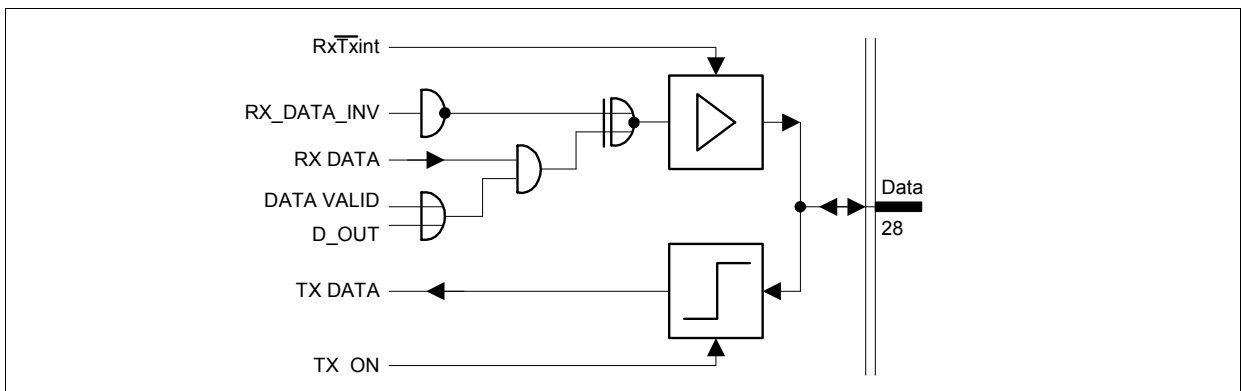 RxTxint
RX_DATA_INV
RX DATA
DATA VALID
D_OUT
TX DATA
TX ON
Data
28